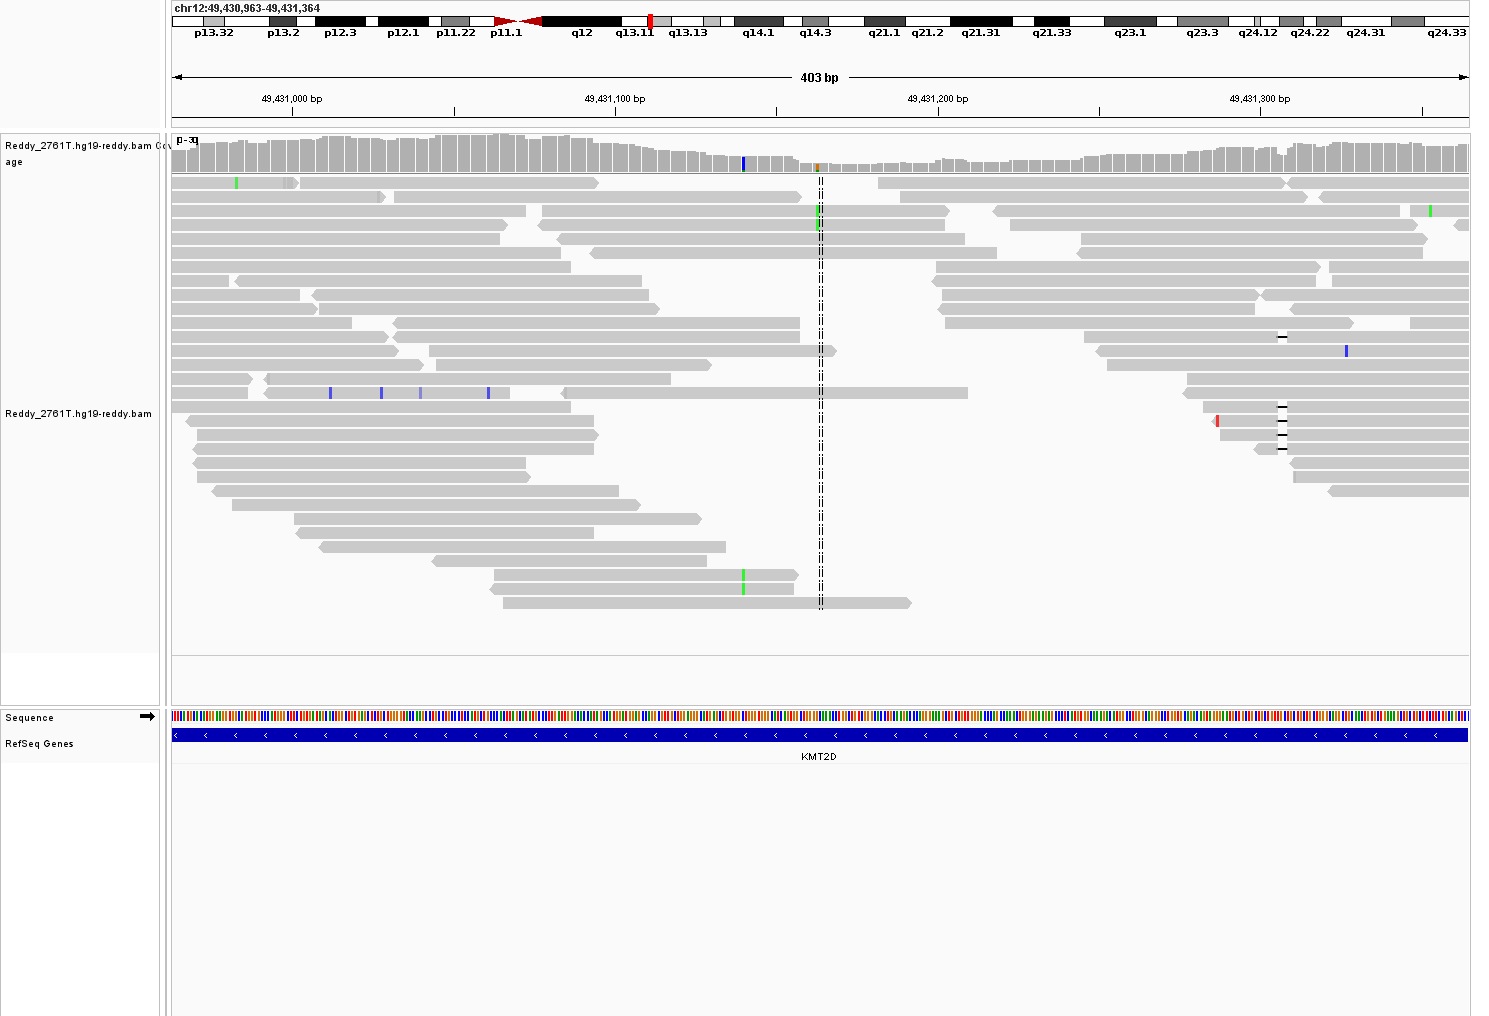 chr12:49,430,963-49,431,364
p13.32 p13.2 p12.3 p12.1 p11.22 p11.1 q12 q13.11 q13.13 q14.1 q14.3 q21.1 q21.2 q21.31 q21.33 q23.1 q23.3 q24.12 q24.22 q24.31 q24.33
403 bp
49,431,000 bp 49,431,100 bp 49,431,200 bp 49,431,300 bp
Reddy_2761T.hg19-reddy.bam Cov
age
Reddy_2761T.hg19-reddy.bam
Sequence
RefSeq Genes
KMT2D